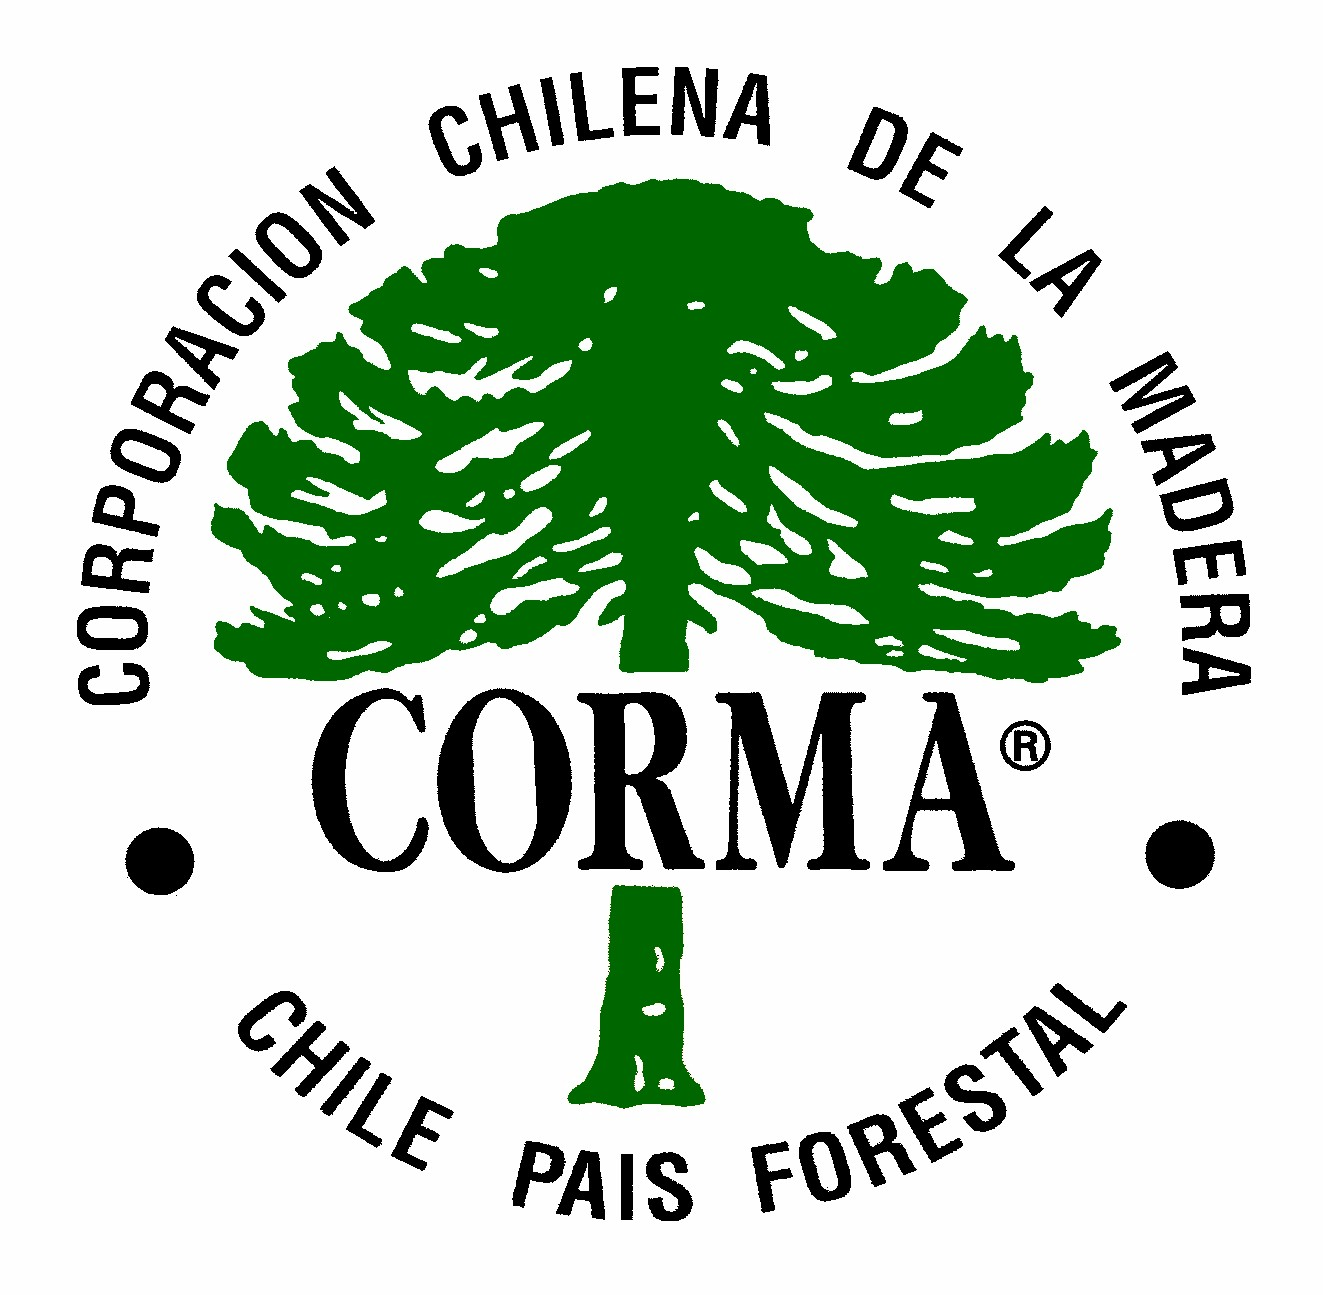 CORPORACION CHILENA DE LA MADERA
CORMA®
CHILE PAIS FORESTAL